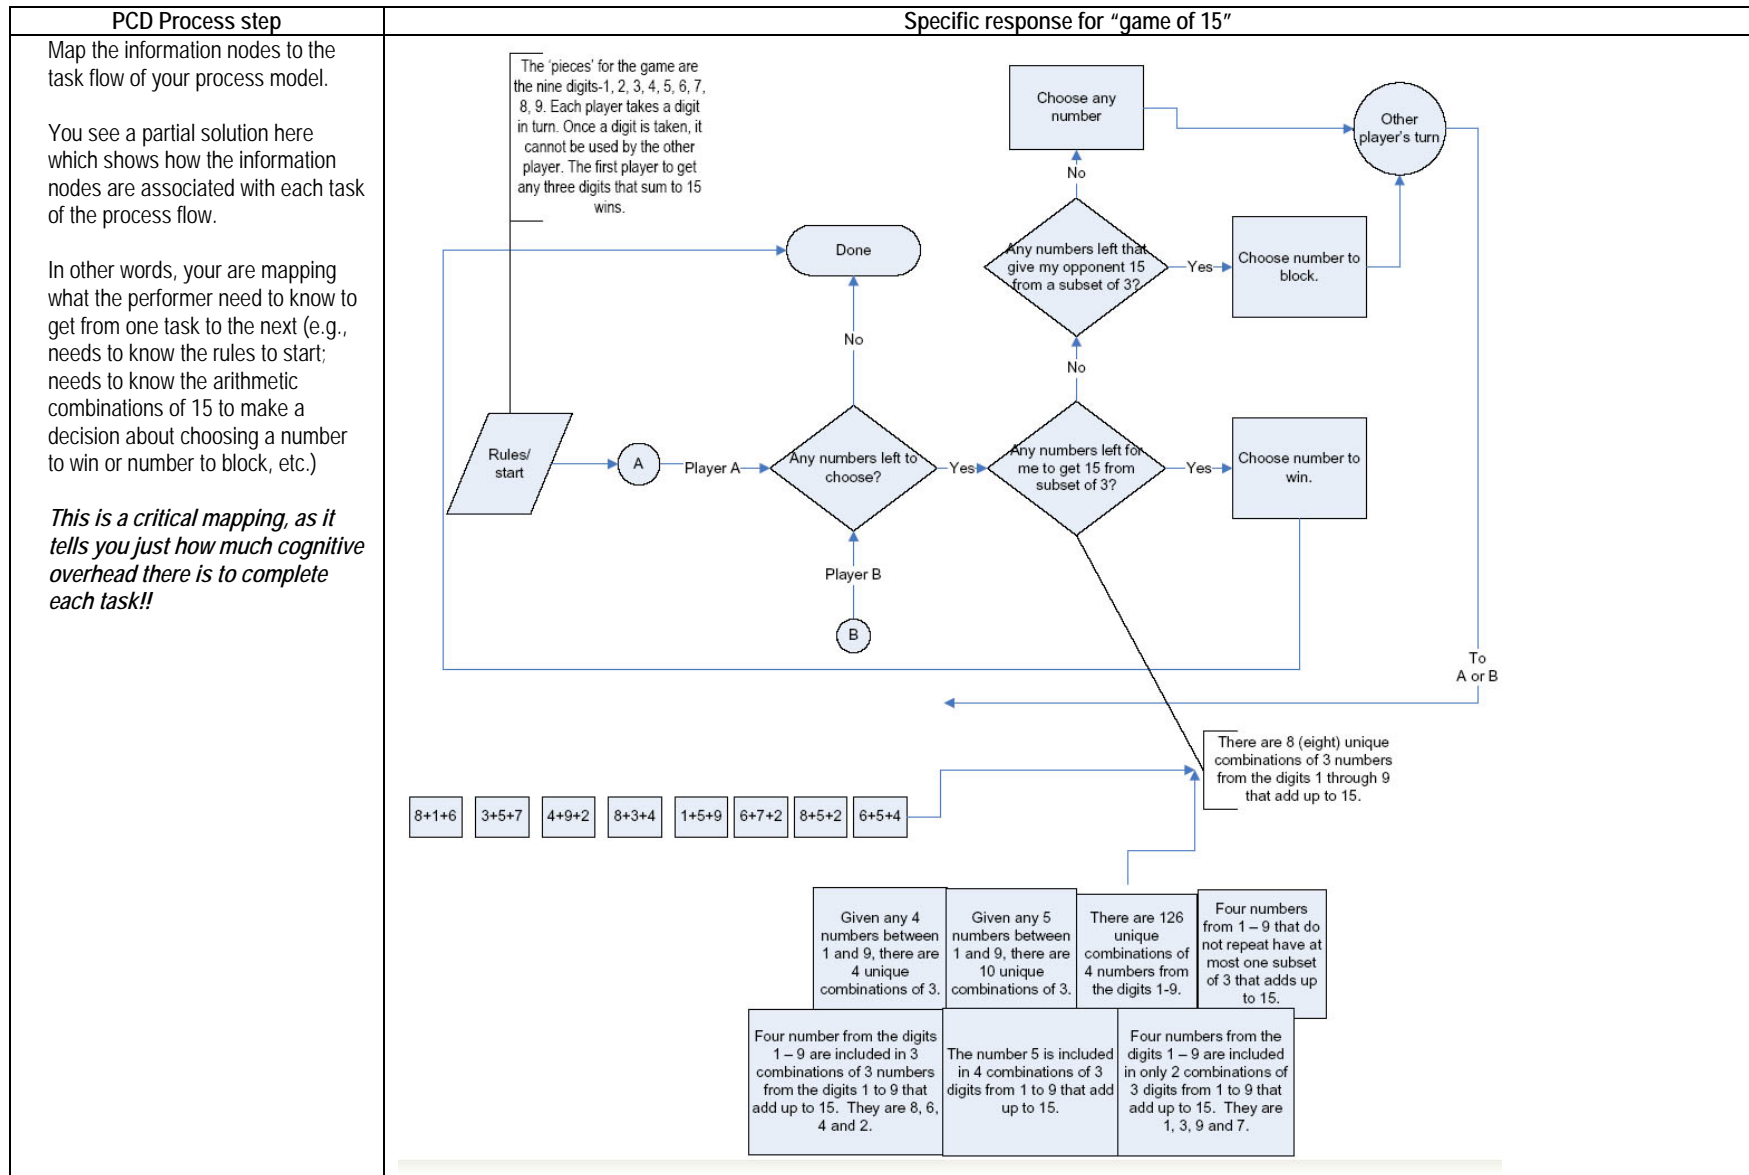 PCD Process step
Specific response for “game of 15”
Map the information nodes to the
task flow of your process model.
You see a partial solution here
which shows how the information
nodes are associated with each task
of the process flow.
In other words, your are mapping
what the performer need to know to
get from one task to the next (e.g.,
needs to know the rules to start;
needs to know the arithmetic
combinations of 15 to make a
decision about choosing a number
to win or number to block, etc.)
This is a critical mapping, as it
tells you just how much cognitive
overhead there is to complete
each task!!
The 'pieces' for the game are
the nine digits-1, 2, 3, 4, 5, 6, 7,
8, 9. Each player takes a digit
in turn. Once a digit is taken, it
cannot be used by the other
player. The first player to get
any three digits that sum to 15
wins.
Choose any
number
Other
player's turn
No
Any numbers left that
give my opponent 15
from a subset of 3?
Yes
Choose number to
block.
Done
No
No
Rules/
start
A
Player A
Any numbers left to
choose?
Yes
Any numbers left for
me to get 15 from
subset of 3?
Yes
Choose number to
win.
Player B
B
To
A or B
There are 8 (eight) unique
combinations of 3 numbers
from the digits 1 through 9
that add up to 15.
8+1+6
3+5+7
4+9+2
8+3+4
1+5+9
6+7+2
8+5+2
6+5+4
Given any 4
numbers between
1 and 9, there are
4 unique
combinations of 3.
Given any 5
numbers between
1 and 9, there are
10 unique
combinations of 3.
There are 126
unique
combinations of
4 numbers from
the digits 1-9.
Four numbers
from 1 – 9 that do
not repeat have at
most one subset
of 3 that adds up
to 15.
Four number from the digits
1 – 9 are included in 3
combinations of 3 numbers
from the digits 1 to 9 that
add up to 15. They are 8, 6,
4 and 2.
The number 5 is included
in 4 combinations of 3
digits from 1 to 9 that add
up to 15.
Four numbers from the
digits 1 – 9 are included
in only 2 combinations of
3 digits from 1 to 9 that
add up to 15. They are
1, 3, 9 and 7.